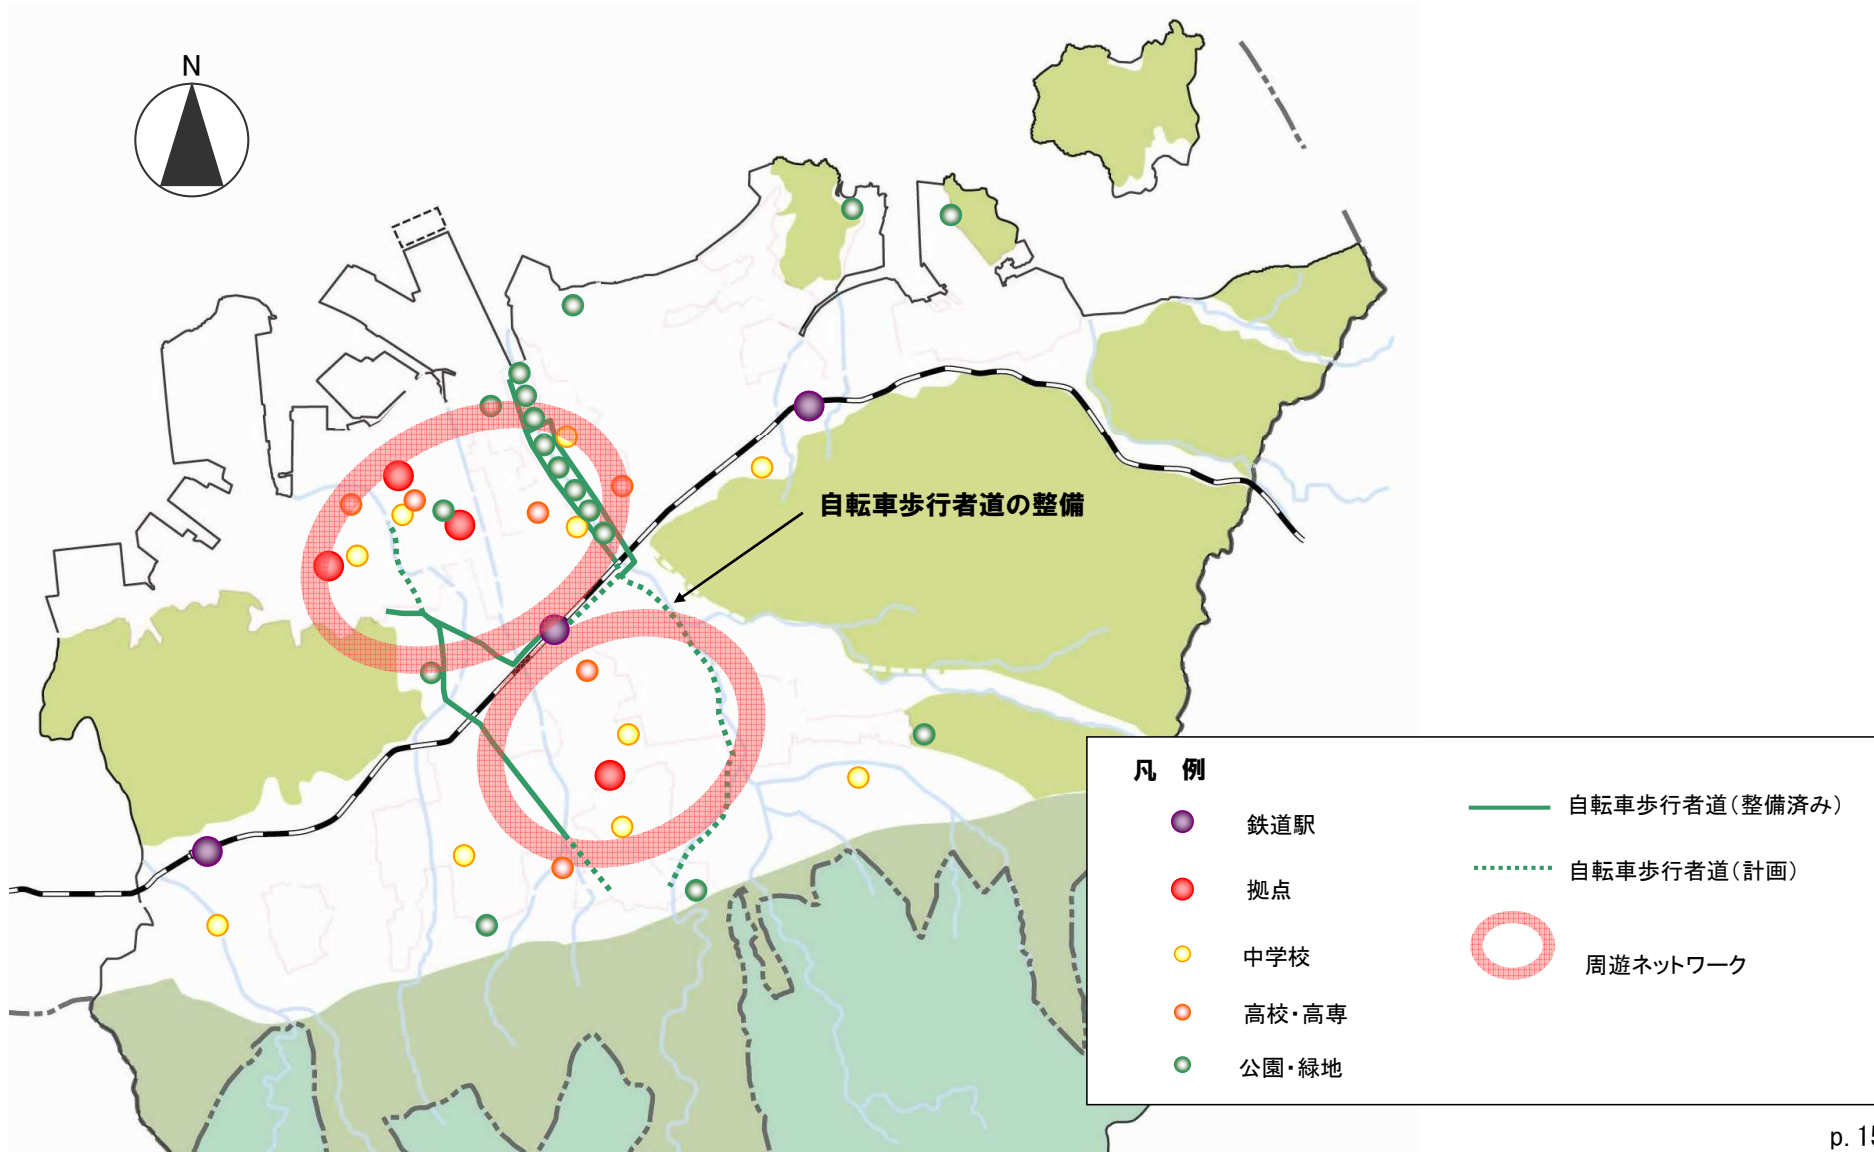 N
自転車歩行者道の整備
凡 例
鉄道駅
拠点
中学校
高校・高専
公園・緑地
自転車歩行者道(整備済み)
自転車歩行者道(計画)
周遊ネットワーク
p. 15